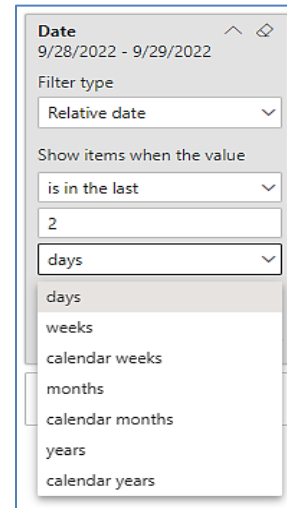 Date
9/28/2022 - 9/29/2022
Filter type
Relative date
Show items when the value
is in the last
2
days
days
weeks
calendar weeks
months
calendar months
years
calendar years